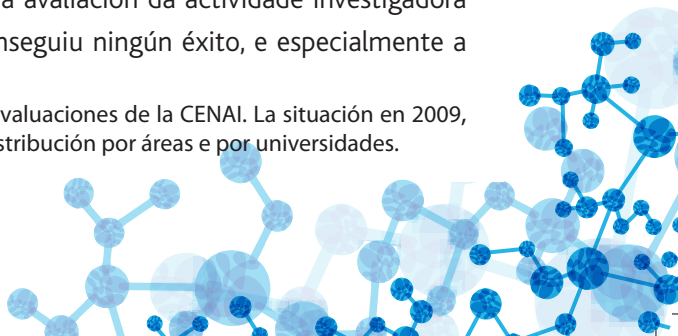 a avaliación da actividade investigadora
nseguiu ningún éxito, e especialmente a
valuaciones de la CENAI. La situación en 2009,
stribución por áreas e por universidades.